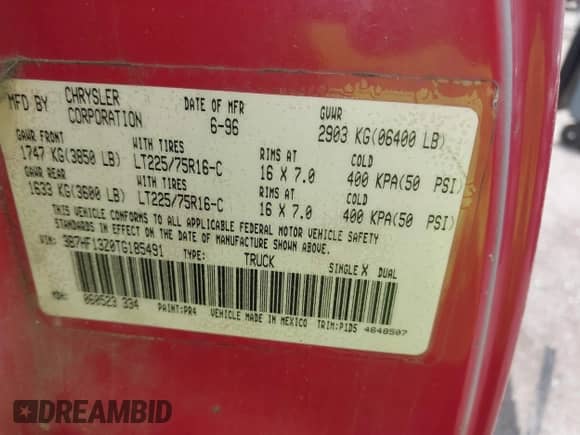 MFD BY CHRYSLER CORPORATION DATE OF MFR 6-96 GVWR 2903 KG(06400 LB)
GAWR FRONT WITH TIRES RIMS AT COLD
1747 KG(3850 LB) LT225/75R16-C 16 X 7.0 400 KPA(50 PSI)
GAWR REAR WITH TIRES RIMS AT COLD
1633 KG(3600 LB) LT225/75R16-C 16 X 7.0 400 KPA(50 PSI)
THIS VEHICLE CONFORMS TO ALL APPLICABLE FEDERAL MOTOR VEHICLE SAFETY
STANDARDS IN EFFECT ON THE DATE OF MANUFACTURE SHOWN ABOVE.
VIN: 3B7HF13Z0TG185491 TYPE: TRUCK SINGLE X DUAL
MDH: 060523 334 PAINT:PR4 VEHICLE MADE IN MEXICO TRIM:P1D5 4648507
DREAMBID